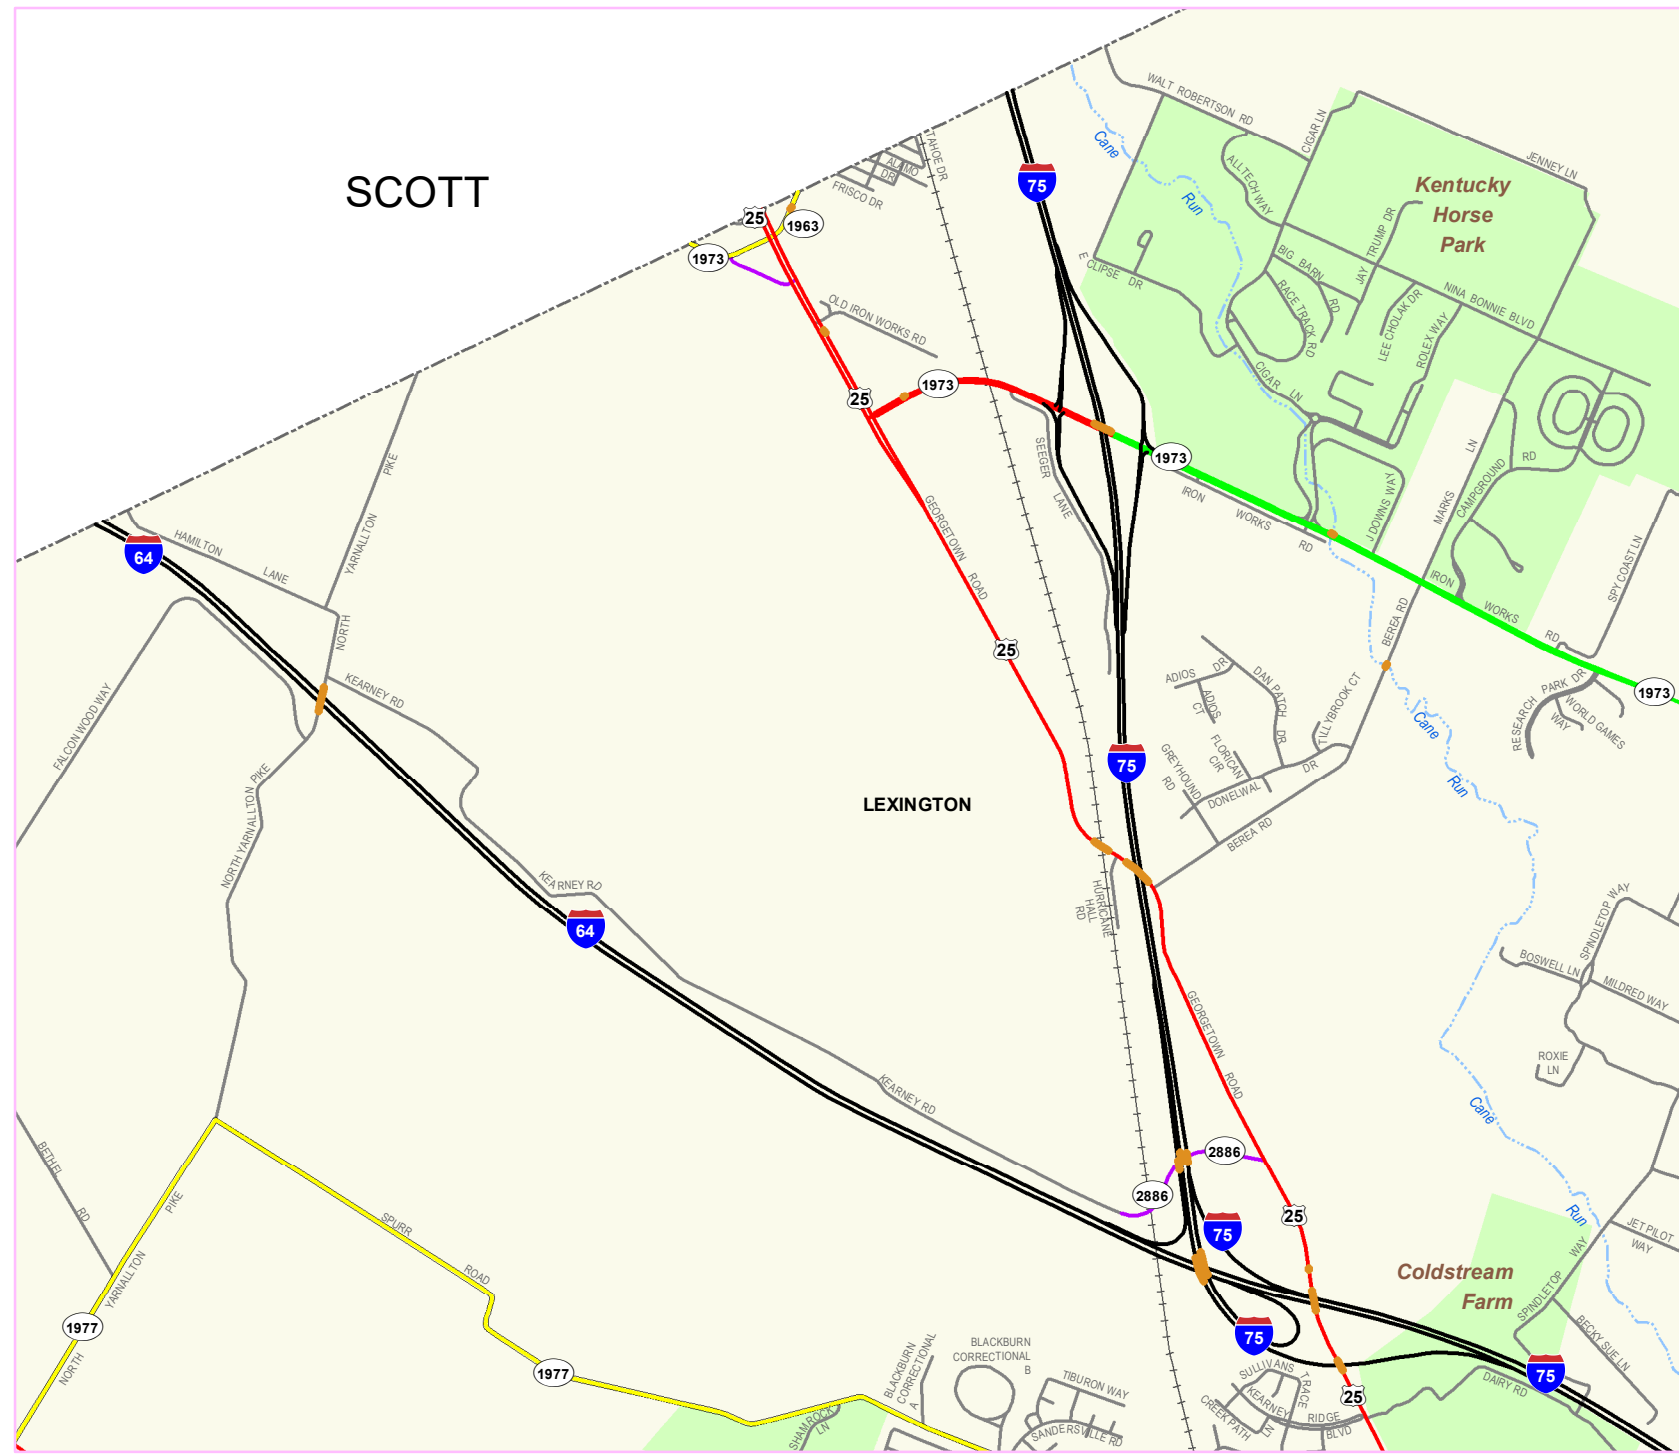 SCOTT
WALT ROBERTSON RD
CIGAR LN
JENNEY LN
Cane
Run
Kentucky
Horse
Park
ALLTECH WAY
TAHOE DR
ALAMO
DR
FRISCO DR
75
25
1963
1973
E CLIPSE DR
BIG BARN
RD
JAY TRUMP DR
RACE TRACK RD
LEE CHOLAK DR
NINA BONNIE BLVD
ROLEX WAY
OLD IRON WORKS RD
CIGAR LN
25
1973
1973
SEEGER
LANE
IRON
WORKS
RD
J DOWNS WAY
MARKS
LN
CAMPGROUND
RD
SPY COAST LN
IRON
WORKS
RD
1973
GEORGETOWN
ROAD
25
PIKE
YARNALLTON
NORTH
HAMILTON
LANE
64
KEARNEY RD
FALCON WOOD WAY
PIKE
NORTH YARNALLTON
BEREA RD
ADIOS
DR
ADIOS
CT
DAN PATCH
DR
TILLYBROOK CT
FLORICAN
CIR
GREYHOUND
RD
DONELWAL
DR
BEREA RD
RESEARCH PARK DR
WORLD GAMES
WAY
Cane
Run
75
LEXINGTON
HURRICANE
HALL
RD
KEARNEY RD
64
SPINDLETOP WAY
BOSWELL LN
MILDRED WAY
ROXIE
LN
GEORGETOWN
ROAD
KEARNEY RD
Cane
Run
BETHEL
RD
2886
2886
75
25
JET PILOT
WAY
SPINDLETOP
WAY
BECKY SUE LN
Coldstream
Farm
PIKE
YARNALLTON
NORTH
1977
SPURR
ROAD
1977
75
75
25
BLACKBURN
CORRECTIONAL
A
BLACKBURN
CORRECTIONAL
B
TIBURON WAY
SANDERSVILLE RD
SHAMROCK
LN
SULLIVANS
TRACE
KEARNEY
RIDGE
BLVD
CREEKPATH
LN
DAIRY RD